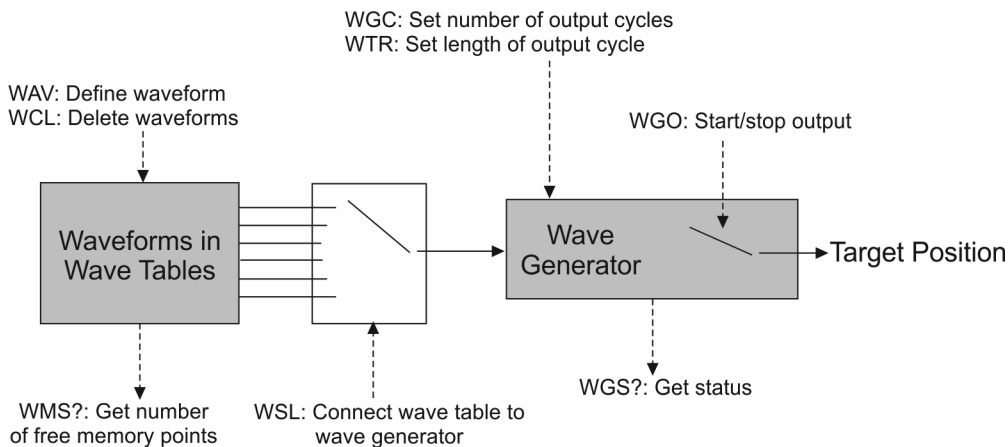 WGC: Set number of output cycles
WTR: Set length of output cycle
WAV: Define waveform
WCL: Delete waveforms
WGO: Start/stop output
Waveforms in
Wave Tables
Wave
Generator
Target Position
WMS?: Get number
of free memory points
WSL: Connect wave table to
wave generator
WGS?: Get status